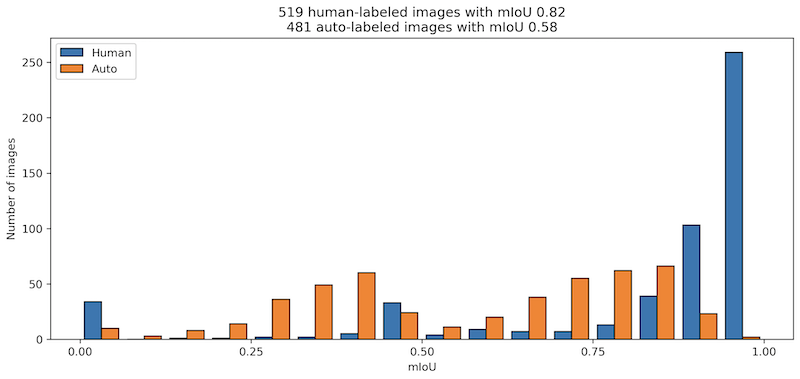 519 human-labeled images with mIoU 0.82
481 auto-labeled images with mIoU 0.58
Human
Auto
Number of images
250
200
150
100
50
0
0.00 0.25 0.50 0.75 1.00
mIoU